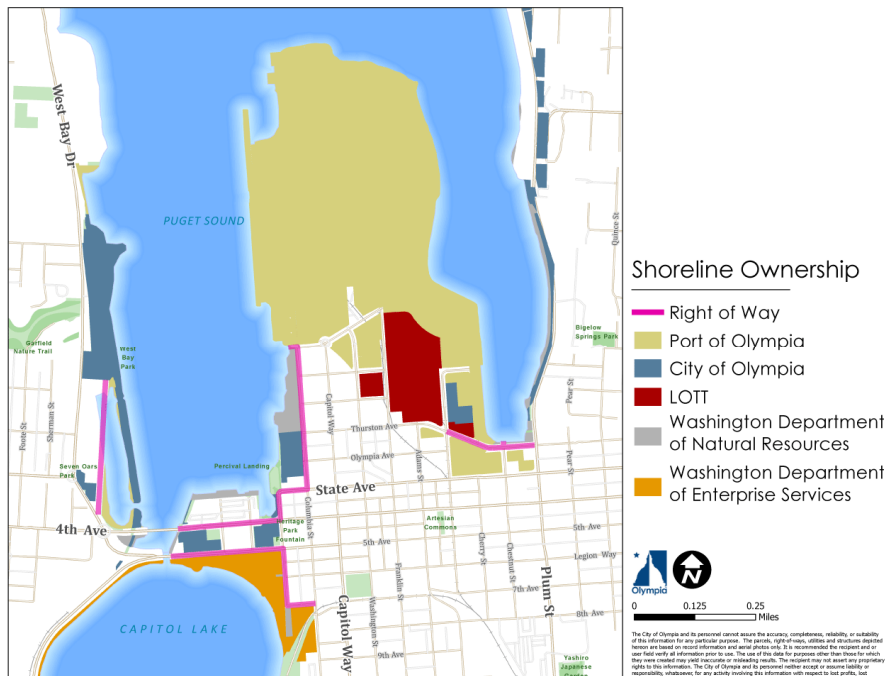 West Bay Dr
PUGET SOUND
Quince St
Bigelow
Springs Park
Garfield
Nature Trail
West
Bay
Park
Foote St
Sherman St
Capitol Way
Pear St
Thurston Ave
Olympia Ave
Adams St
Pear St
Seven Oars
Park
Percival Landing
State Ave
4th Ave
Columbia St
Heritage
Park
Fountain
Artesian
Commons
5th Ave
5th Ave
Legion Way
Cherry St
Chestnut St
Franklin St
7th Ave
Plum St
8th Ave
CAPITOL LAKE
Capitol Way
Washington St
9th Ave
Yashiro
Japanese
Garden
Shoreline Ownership
Right of Way
Port of Olympia
City of Olympia
LOTT
Washington Department
of Natural Resources
Washington Department
of Enterprise Services
Olympia
N
0 0.125 0.25
Miles
The City of Olympia and its personnel cannot assure the accuracy, completeness, reliability, or suitability
of this information for any particular purpose. The parcels, right-of-ways, utilities and structures depicted
hereon are based on record information and aerial photos only. It is recommended the recipient and or
user field verify all information prior to use. The use of this data for purposes other than those for which
they were created may yield inaccurate or misleading results. The recipient may not assert any proprietary
rights to this information. The City of Olympia and its personnel neither accept or assume liability or
responsibility, whatsoever, for any activity involving this information with respect to lost profits, lost